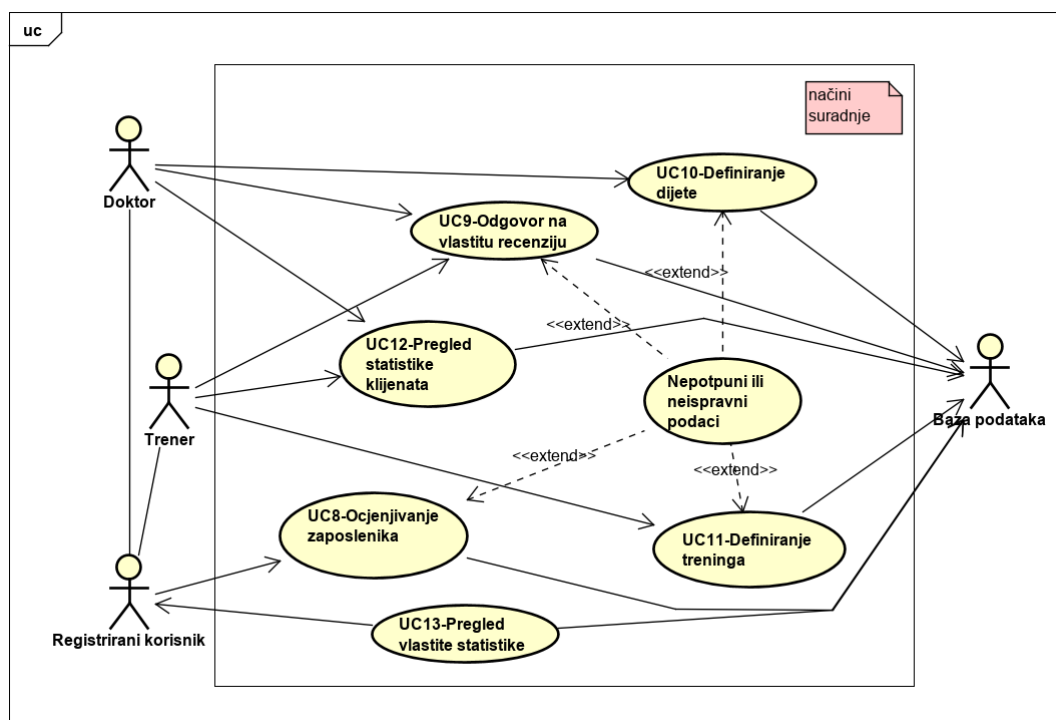 uc
načini
suradnje
Doktor
UC10-Definiranje
dijete
UC9-Odgovor na
vlastitu recenziju
<<extend>>
<<extend>>
UC12-Pregled
statistike
klijenata
Nepotpuni ili
neispravni
podaci
Trener
Baza podataka
<<extend>>
<<extend>>
UC8-Ocjenjivanje
zaposlenika
UC11-Definiranje
treninga
Registrirani korisnik
UC13-Pregled
vlastite statistike